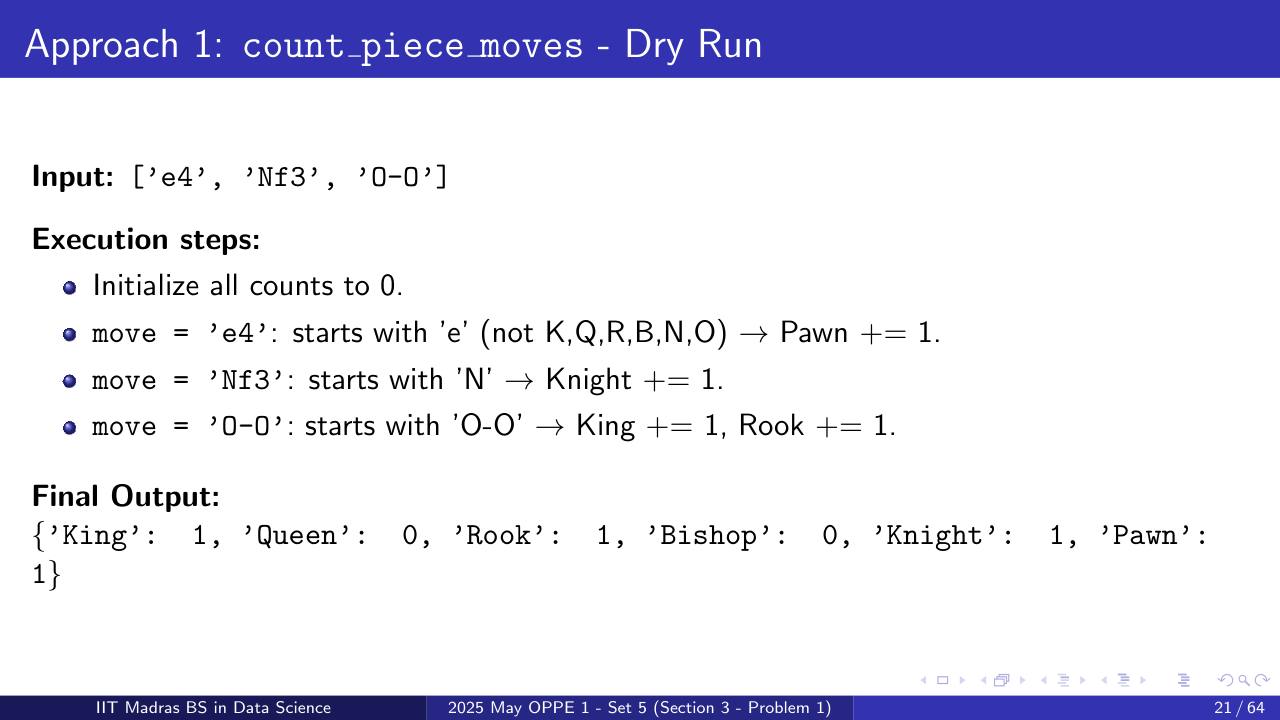 Approach 1: count_piece_moves - Dry Run
Input: [’e4’, ’Nf3’, ’O-O’]
Execution steps:
Initialize all counts to 0.
move = ’e4’: starts with ’e’ (not K,Q,R,B,N,O) → Pawn += 1.
move = ’Nf3’: starts with ’N’ → Knight += 1.
move = ’O-O’: starts with ’O-O’ → King += 1, Rook += 1.
Final Output:
{’King’: 1, ’Queen’: 0, ’Rook’: 1, ’Bishop’: 0, ’Knight’: 1, ’Pawn’:
1}
IIT Madras BS in Data Science
2025 May OPPE 1 - Set 5 (Section 3 - Problem 1)
21 / 64